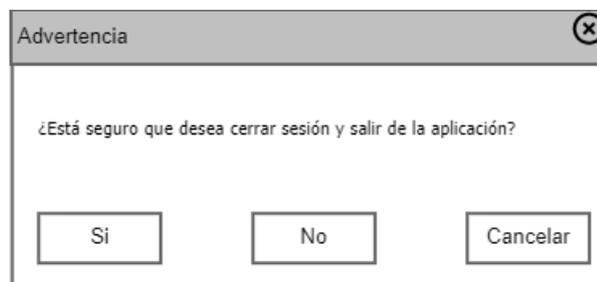 Advertencia
¿Está seguro que desea cerrar sesión y salir de la aplicación?
Si No Cancelar